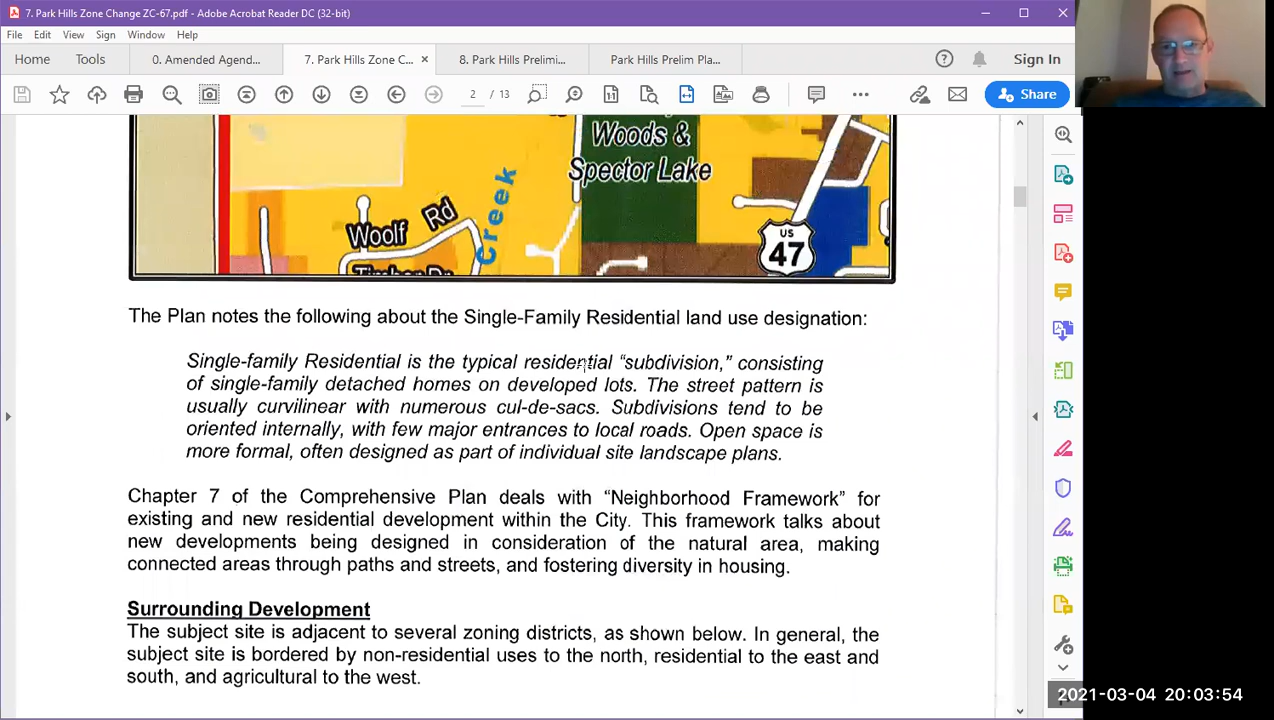 7. Park Hills Zone Change ZC-67.pdf - Adobe Acrobat Reader DC (32-bit)
File Edit View Sign Window Help
Home Tools 0. Amended Agend... 7. Park Hills Zone C... × 8. Park Hills Prelimi... Park Hills Prelim Pla... Sign In
2 / 13 Share
Woods &
Spector Lake
Creek
Woolf Rd
US
47
Timber Dr
The Plan notes the following about the Single-Family Residential land use designation:
Single-family Residential is the typical residential “subdivision,” consisting
of single-family detached homes on developed lots. The street pattern is
usually curvilinear with numerous cul-de-sacs. Subdivisions tend to be
oriented internally, with few major entrances to local roads. Open space is
more formal, often designed as part of individual site landscape plans.
Chapter 7 of the Comprehensive Plan deals with “Neighborhood Framework” for
existing and new residential development within the City. This framework talks about
new developments being designed in consideration of the natural area, making
connected areas through paths and streets, and fostering diversity in housing.
Surrounding Development
The subject site is adjacent to several zoning districts, as shown below. In general, the
subject site is bordered by non-residential uses to the north, residential to the east and
south, and agricultural to the west.
2021-03-04 20:03:54